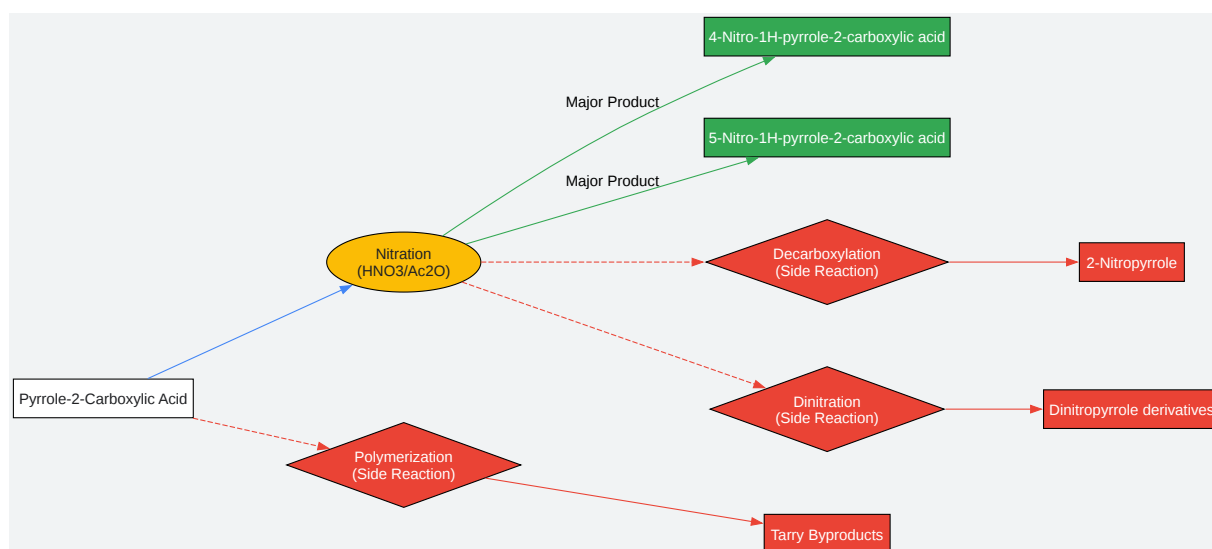 4-Nitro-1H-pyrrole-2-carboxylic acid
Major Product
5-Nitro-1H-pyrrole-2-carboxylic acid
Major Product
Nitration
(HNO3/Ac2O)
Decarboxylation
(Side Reaction)
2-Nitropyrrole
Pyrrole-2-Carboxylic Acid
Dinitration
(Side Reaction)
Dinitropyrrole derivatives
Polymerization
(Side Reaction)
Tarry Byproducts